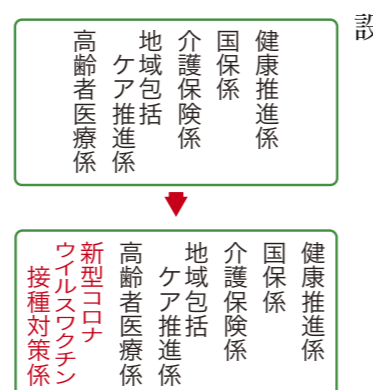 設
健康推進係
国保係
介護保険係
地域包括
ケア推進係
高齢者医療係
健康推進係
国保係
介護保険係
地域包括
ケア推進係
高齢者医療係
新型コロナ
ウイルスワクチン
接種対策係